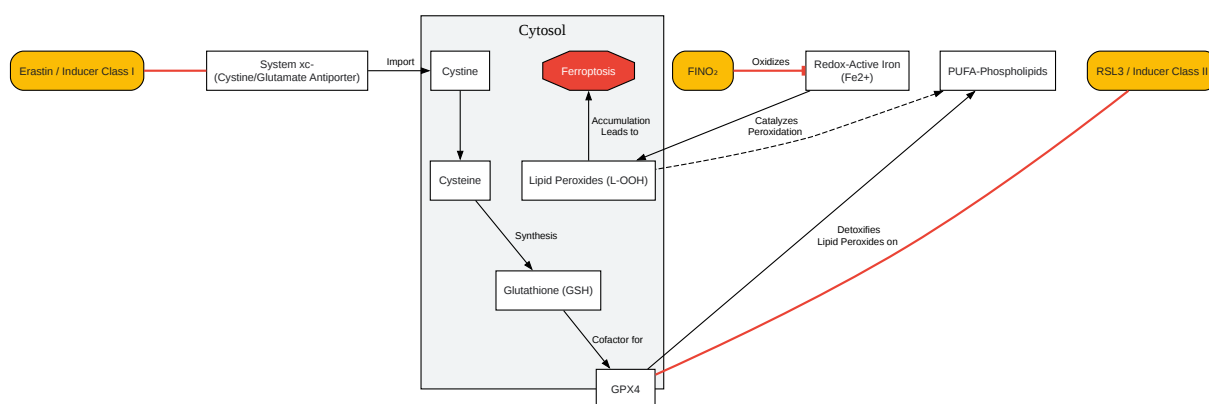 Cytosol
Erastin / Inducer Class I
System xc-
(Cystine/Glutamate Antiporter)
Import
Cystine
Ferroptosis
FINO₂
Oxidizes
Redox-Active Iron
(Fe2+)
PUFA-Phospholipids
RSL3 / Inducer Class II
Accumulation
Leads to
Catalyzes
Peroxidation
Cysteine
Lipid Peroxides (L-OOH)
Synthesis
Detoxifies
Lipid Peroxides on
Glutathione (GSH)
Cofactor for
GPX4